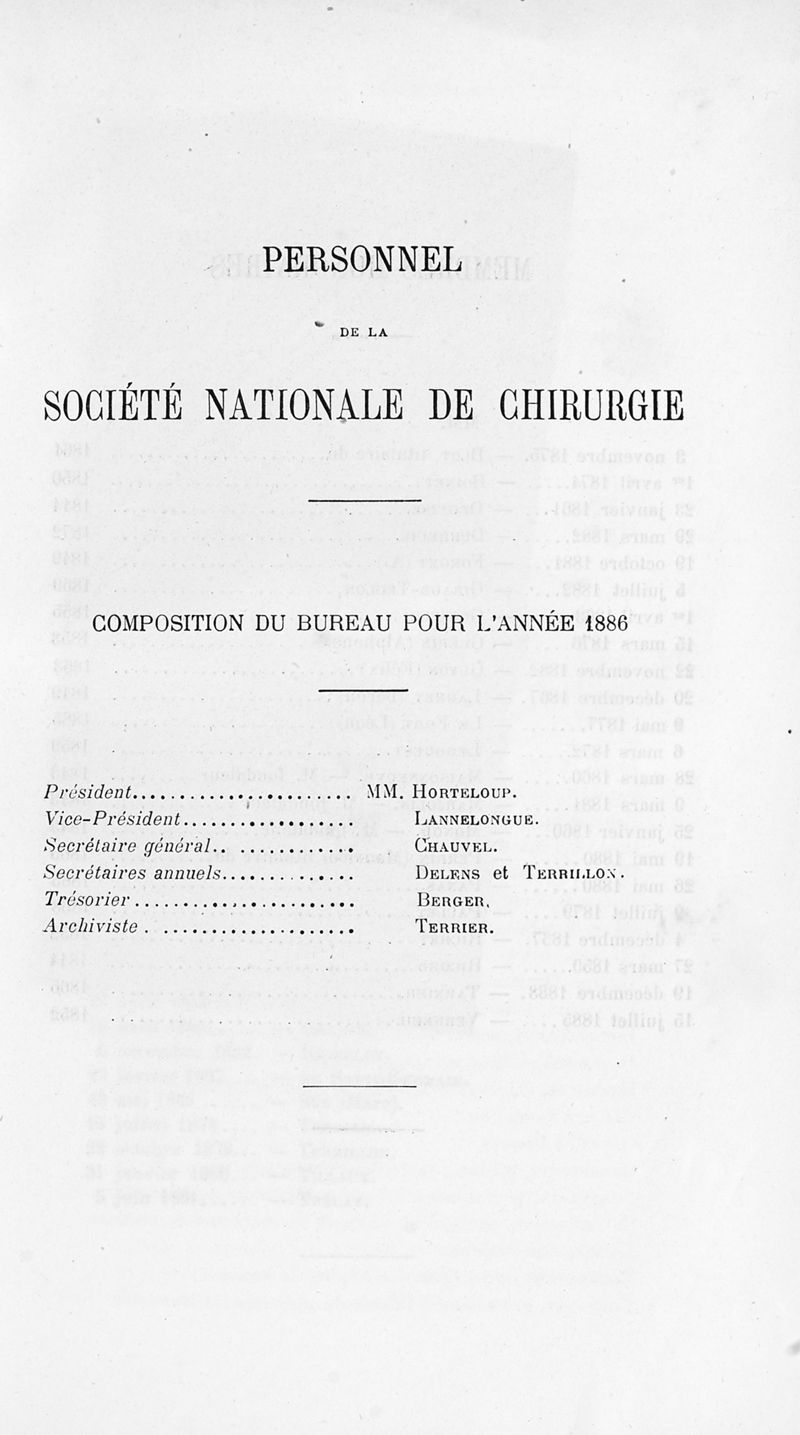 PERSONNEL
DE LA
SOCIÉTÉ NATIONALE DE CHIRURGIE
COMPOSITION DU BUREAU POUR L'ANNÉE 1886
Président........................ MM. HORTELOUP.
Vice-Président.................. LANNELONGUE.
Secrétaire général.. ............. CHAUVEL.
Secrétaires annuels.............. DELENS et TERRILLON.
Trésorier ....................... BERGER.
Archiviste . .................... TERRIER.